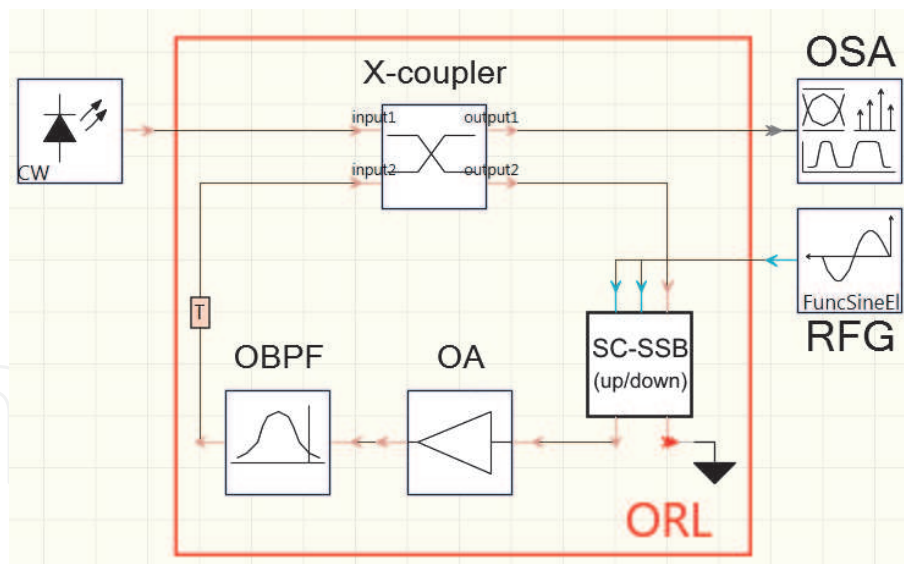 OSA
X-coupler
input1
output1
CW
input2
output2
FuncSineEl
RFG
T
SC-SSB
(up/down)
OBPF
OA
ORL